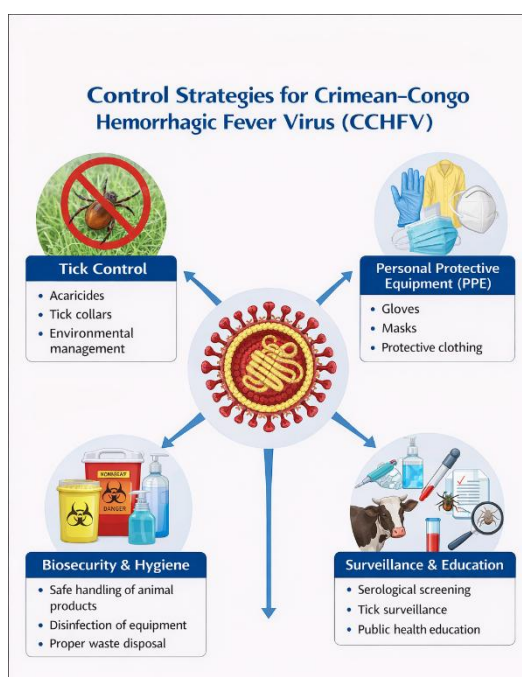 Control Strategies for Crimean–Congo
Hemorrhagic Fever Virus (CCHFV)
Tick Control
• Acaricides
• Tick collars
• Environmental
management
Personal Protective
Equipment (PPE)
• Gloves
• Masks
• Protective clothing
DANGER
Biosecurity & Hygiene
• Safe handling of animal
products
• Disinfection of equipment
• Proper waste disposal
Surveillance & Education
• Serological screening
• Tick surveillance
• Public health education